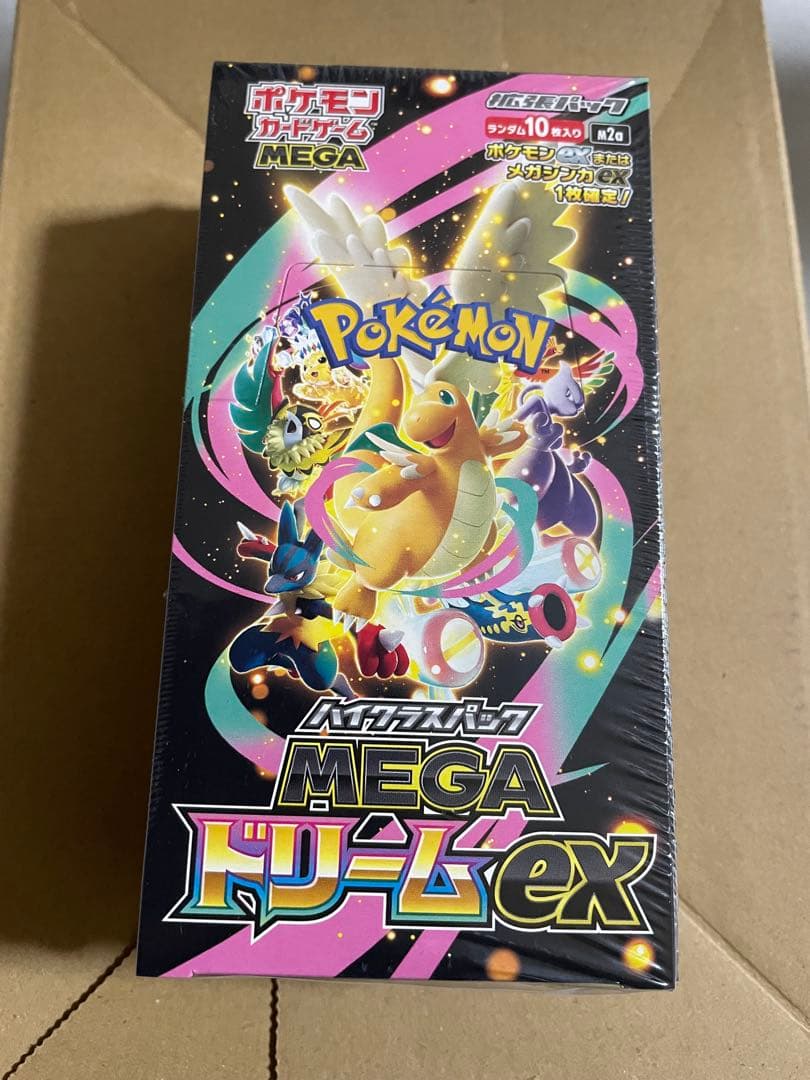 ポケモン
カードゲーム
MEGA
拡張パック
ランダム10枚入り
M2a
ポケモンexまたは
メガシンカex
1枚確定!
POKéMON
TM
ハイクラスパック
MEGA
ドリームex